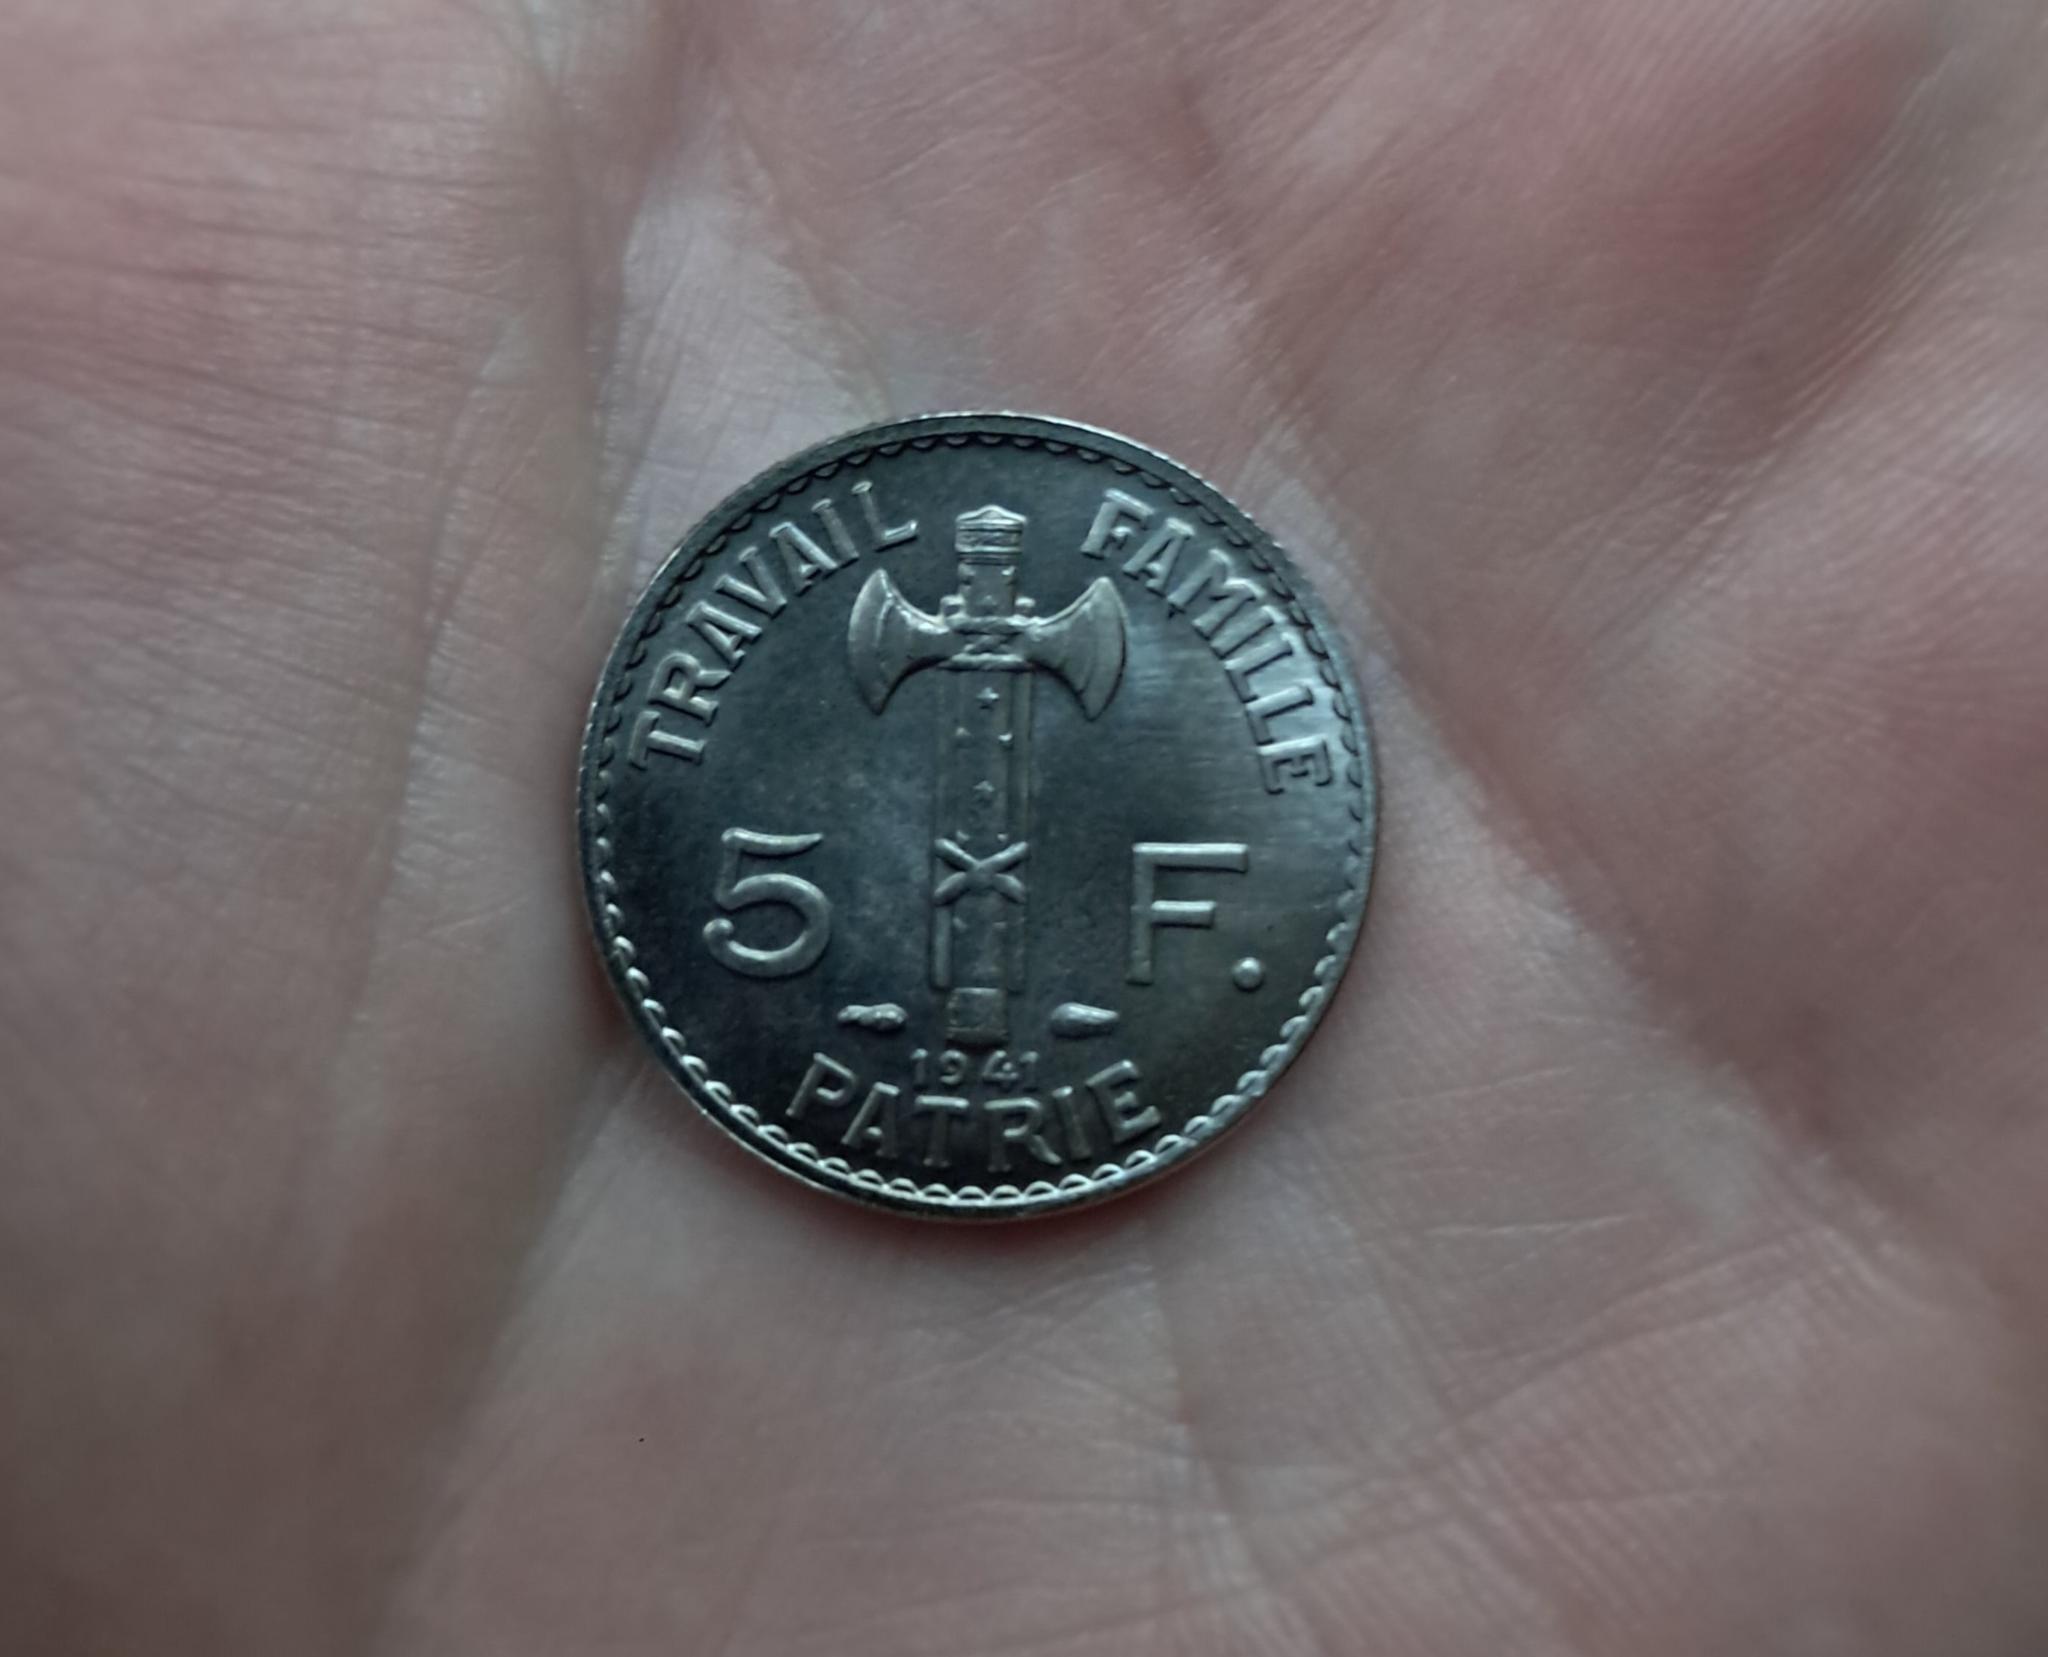 TRAVAIL FAMILLE
5 F.
1941
PATRIE